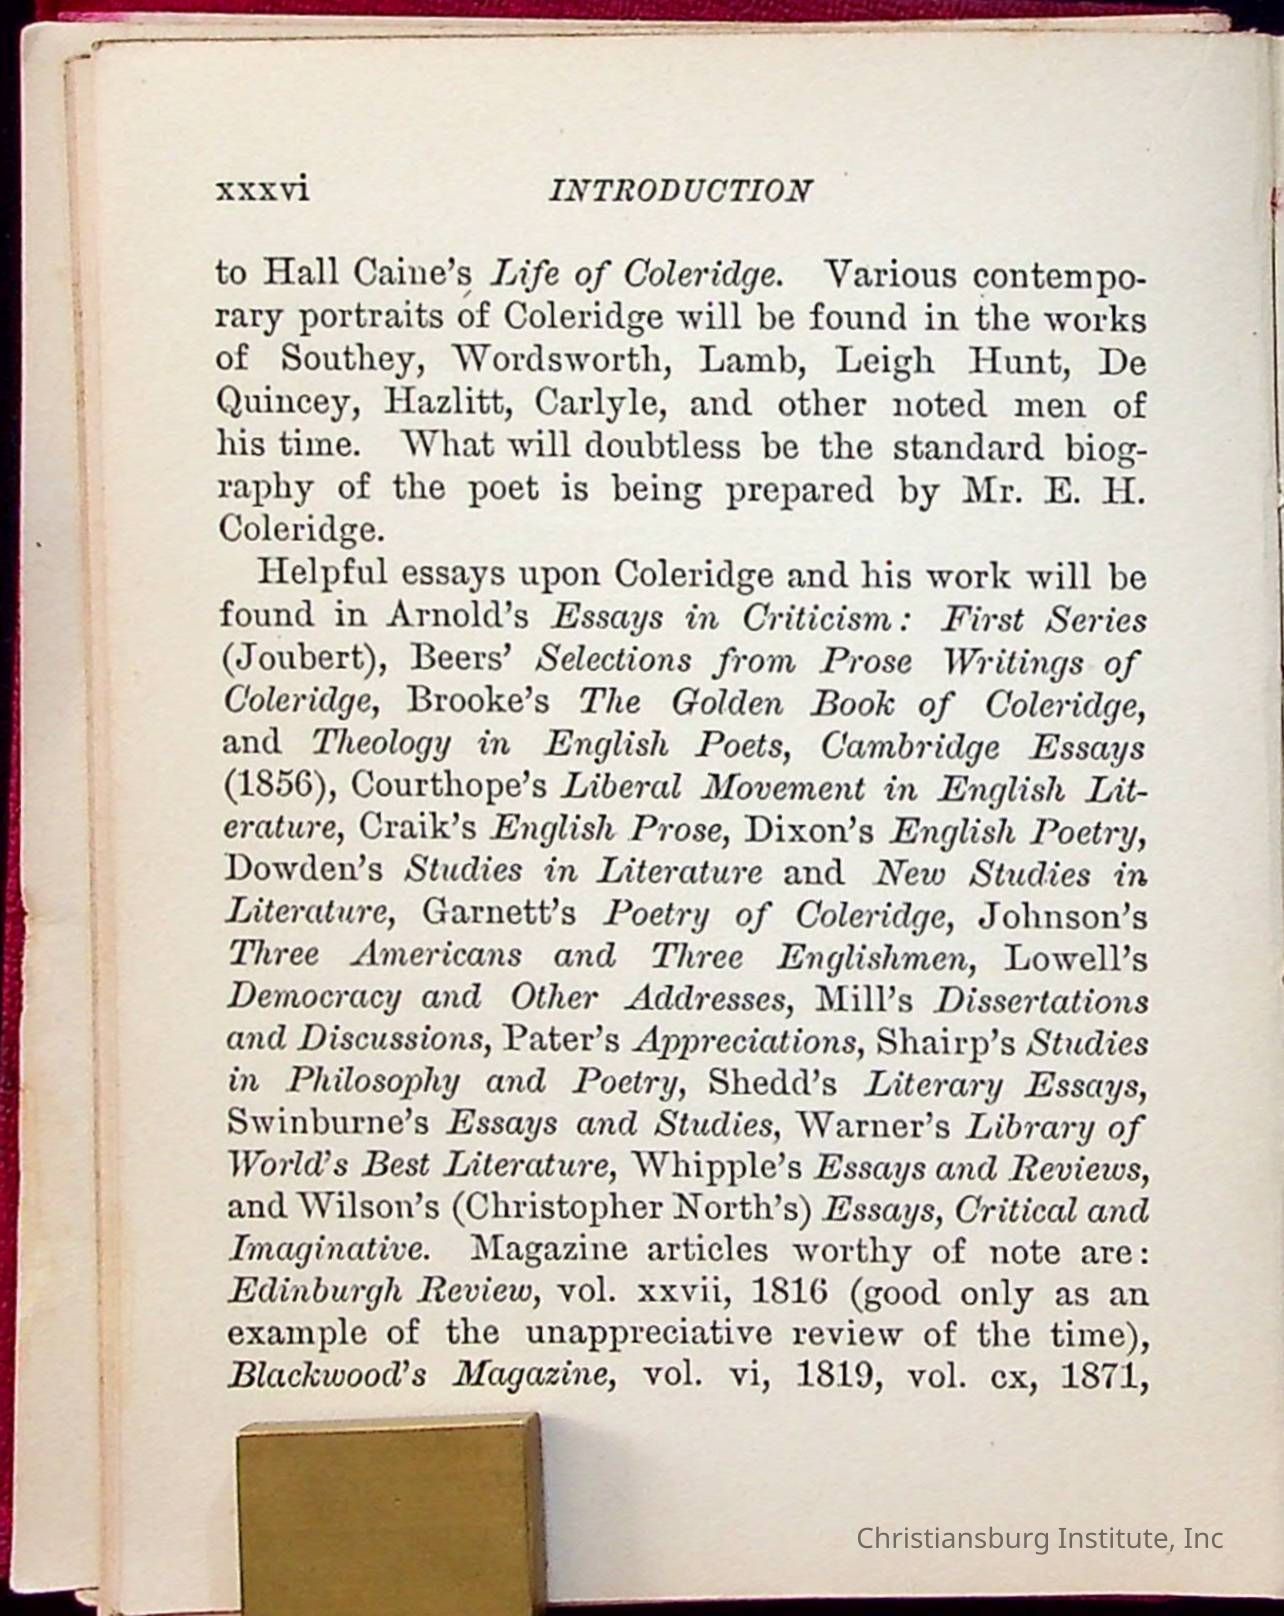 xxxvi INTRODUCTION
to Hall Caine's Life of Coleridge. Various contempo-
rary portraits of Coleridge will be found in the works
of Southey, Wordsworth, Lamb, Leigh Hunt, De
Quincey, Hazlitt, Carlyle, and other noted men of
his time. What will doubtless be the standard biog-
raphy of the poet is being prepared by Mr. E. H.
Coleridge.
Helpful essays upon Coleridge and his work will be
found in Arnold's Essays in Criticism: First Series
(Joubert), Beers' Selections from Prose Writings of
Coleridge, Brooke's The Golden Book of Coleridge,
and Theology in English Poets, Cambridge Essays
(1856), Courthope's Liberal Movement in English Lit-
erature, Craik's English Prose, Dixon's English Poetry,
Dowden's Studies in Literature and New Studies in
Literature, Garnett's Poetry of Coleridge, Johnson's
Three Americans and Three Englishmen, Lowell's
Democracy and Other Addresses, Mill's Dissertations
and Discussions, Pater's Appreciations, Shairp's Studies
in Philosophy and Poetry, Shedd's Literary Essays,
Swinburne's Essays and Studies, Warner's Library of
World's Best Literature, Whipple's Essays and Reviews,
and Wilson's (Christopher North's) Essays, Critical and
Imaginative. Magazine articles worthy of note are:
Edinburgh Review, vol. xxvii, 1816 (good only as an
example of the unappreciative review of the time),
Blackwood's Magazine, vol. vi, 1819, vol. cx, 1871,
Christiansburg Institute, Inc